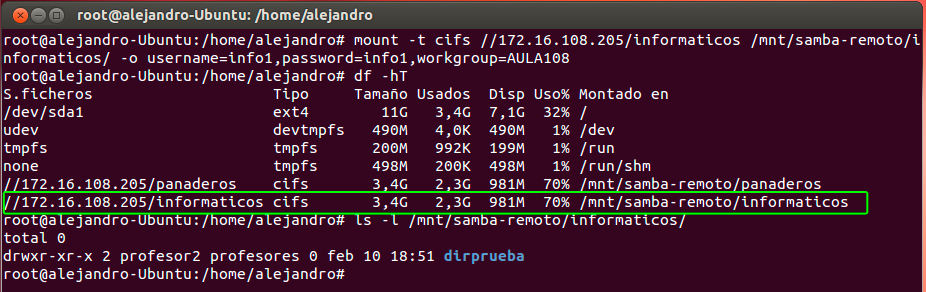 root@alejandro-Ubuntu: /home/alejandro
root@alejandro-Ubuntu:/home/alejandro# mount -t cifs //172.16.108.205/informaticos /mnt/samba-remoto/i
nformaticos/ -o username=info1,password=info1,workgroup=AULA108
root@alejandro-Ubuntu:/home/alejandro# df -hT
S.ficheros                    Tipo     Tamaño Usados  Disp Uso% Montado en
/dev/sda1                     ext4        11G   3,4G  7,1G  32% /
udev                          devtmpfs   490M   4,0K  490M   1% /dev
tmpfs                         tmpfs      200M   992K  199M   1% /run
none                          tmpfs      498M   200K  498M   1% /run/shm
//172.16.108.205/panaderos    cifs       3,4G   2,3G  981M  70% /mnt/samba-remoto/panaderos
//172.16.108.205/informaticos cifs       3,4G   2,3G  981M  70% /mnt/samba-remoto/informaticos
root@alejandro-Ubuntu:/home/alejandro# ls -l /mnt/samba-remoto/informaticos/
total 0
drwxr-xr-x 2 profesor2 profesores 0 feb 10 18:51 dirprueba
root@alejandro-Ubuntu:/home/alejandro#